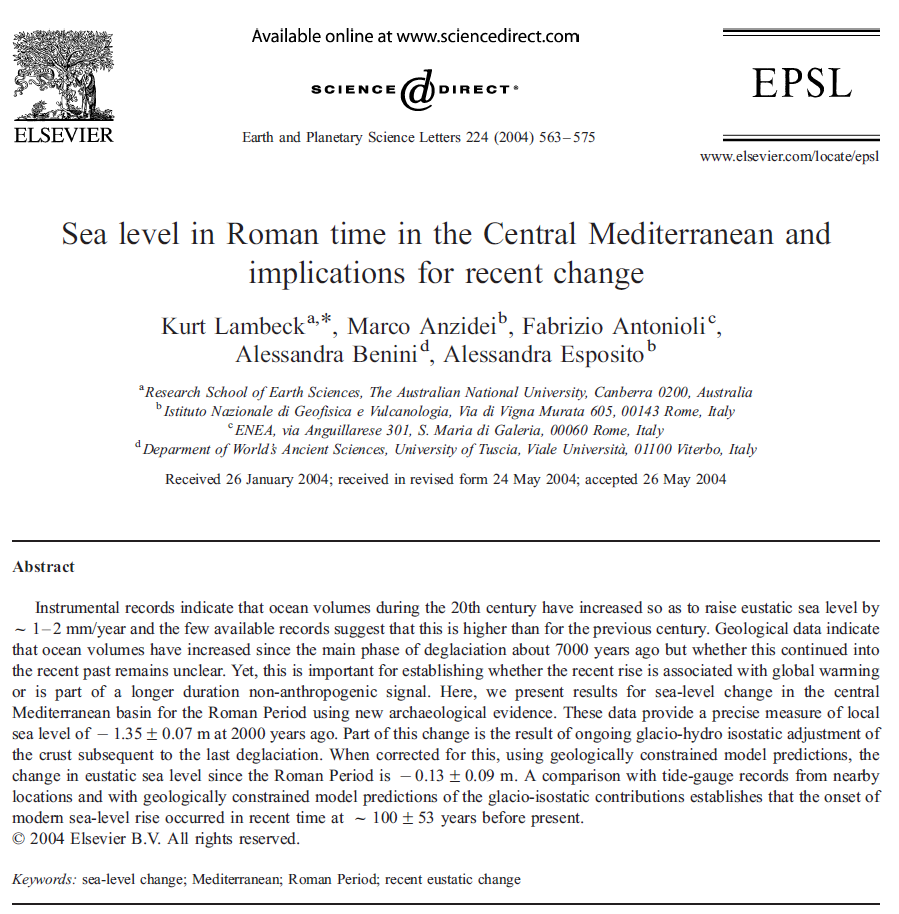 Available online at www.sciencedirect.com
SCIENCE @ DIRECT®
EPSL
ELSEVIER
Earth and Planetary Science Letters 224 (2004) 563–575
www.elsevier.com/locate/epsl
Sea level in Roman time in the Central Mediterranean and
implications for recent change
Kurt Lambeck a,*, Marco Anzidei b, Fabrizio Antonioli c,
Alessandra Benini d, Alessandra Esposito b
a Research School of Earth Sciences, The Australian National University, Canberra 0200, Australia
b Istituto Nazionale di Geofisica e Vulcanologia, Via di Vigna Murata 605, 00143 Rome, Italy
c ENEA, via Anguillarese 301, S. Maria di Galeria, 00060 Rome, Italy
d Deparment of World's Ancient Sciences, University of Tuscia, Viale Università, 01100 Viterbo, Italy
Received 26 January 2004; received in revised form 24 May 2004; accepted 26 May 2004
Abstract
Instrumental records indicate that ocean volumes during the 20th century have increased so as to raise eustatic sea level by
~ 1–2 mm/year and the few available records suggest that this is higher than for the previous century. Geological data indicate
that ocean volumes have increased since the main phase of deglaciation about 7000 years ago but whether this continued into
the recent past remains unclear. Yet, this is important for establishing whether the recent rise is associated with global warming
or is part of a longer duration non-anthropogenic signal. Here, we present results for sea-level change in the central
Mediterranean basin for the Roman Period using new archaeological evidence. These data provide a precise measure of local
sea level of − 1.35 ± 0.07 m at 2000 years ago. Part of this change is the result of ongoing glacio-hydro isostatic adjustment of
the crust subsequent to the last deglaciation. When corrected for this, using geologically constrained model predictions, the
change in eustatic sea level since the Roman Period is − 0.13 ± 0.09 m. A comparison with tide-gauge records from nearby
locations and with geologically constrained model predictions of the glacio-isostatic contributions establishes that the onset of
modern sea-level rise occurred in recent time at ~ 100 ± 53 years before present.
© 2004 Elsevier B.V. All rights reserved.
Keywords: sea-level change; Mediterranean; Roman Period; recent eustatic change